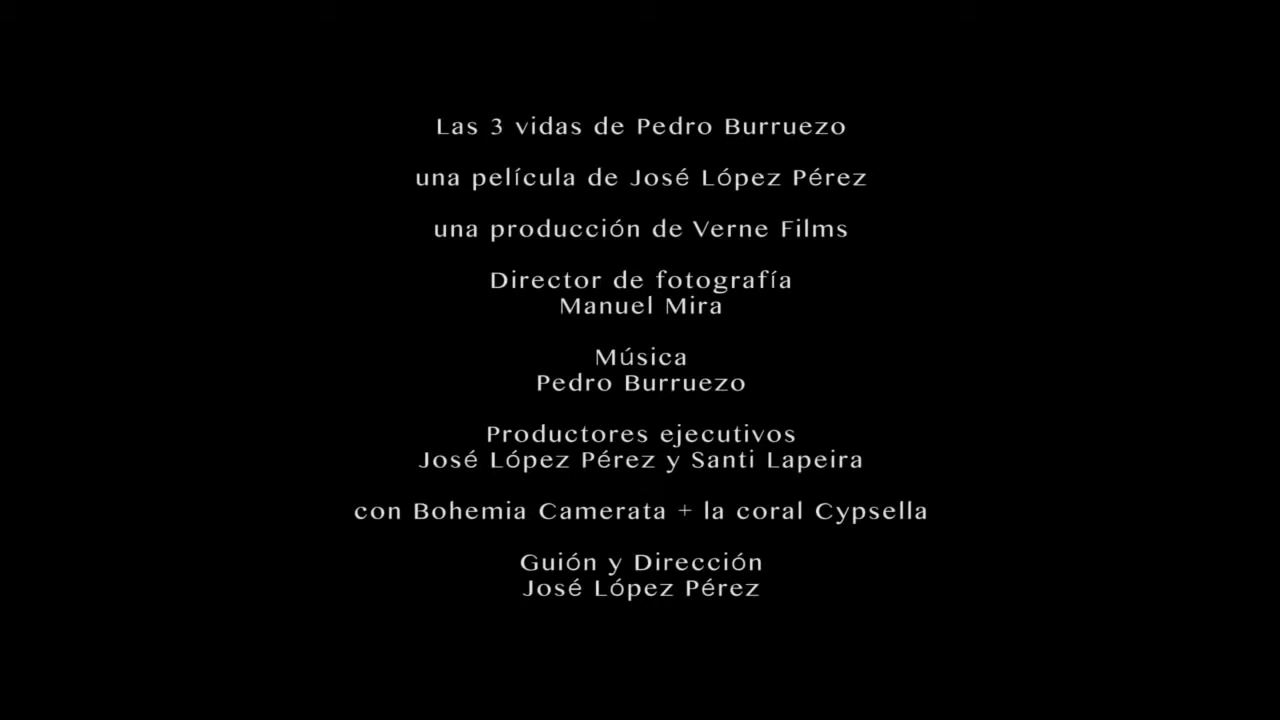 Las 3 vidas de Pedro Burruezo
una película de José López Pérez
una producción de Verne Films
Director de fotografía
Manuel Mira
Música
Pedro Burruezo
Productores ejecutivos
José López Pérez y Santi Lapeira
con Bohemia Camerata + la coral Cypsella
Guión y Dirección
José López Pérez